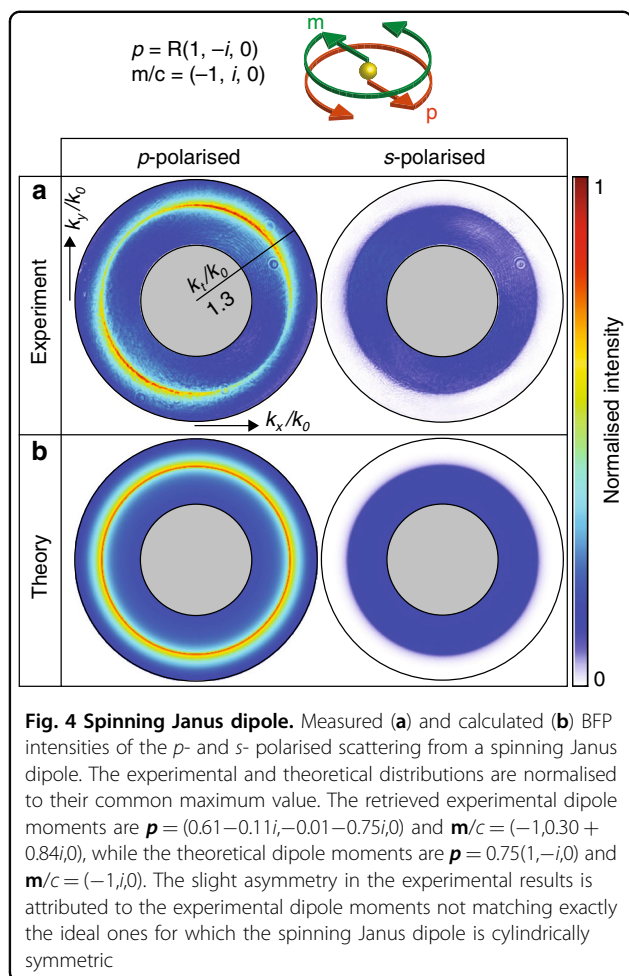 p = R(1, −i, 0)
m/c = (−1, i, 0)
m
p
p-polarised
s-polarised
a
Experiment
k_y/k_0
k_t/k_0
1.3
k_x/k_0
b
Theory
1
Normalised intensity
0
Fig. 4 Spinning Janus dipole. Measured (a) and calculated (b) BFP
intensities of the p- and s- polarised scattering from a spinning Janus
dipole. The experimental and theoretical distributions are normalised
to their common maximum value. The retrieved experimental dipole
moments are p = (0.61−0.11i,−0.01−0.75i,0) and m/c = (−1,0.30 +
0.84i,0), while the theoretical dipole moments are p = 0.75(1,−i,0) and
m/c = (−1,i,0). The slight asymmetry in the experimental results is
attributed to the experimental dipole moments not matching exactly
the ideal ones for which the spinning Janus dipole is cylindrically
symmetric